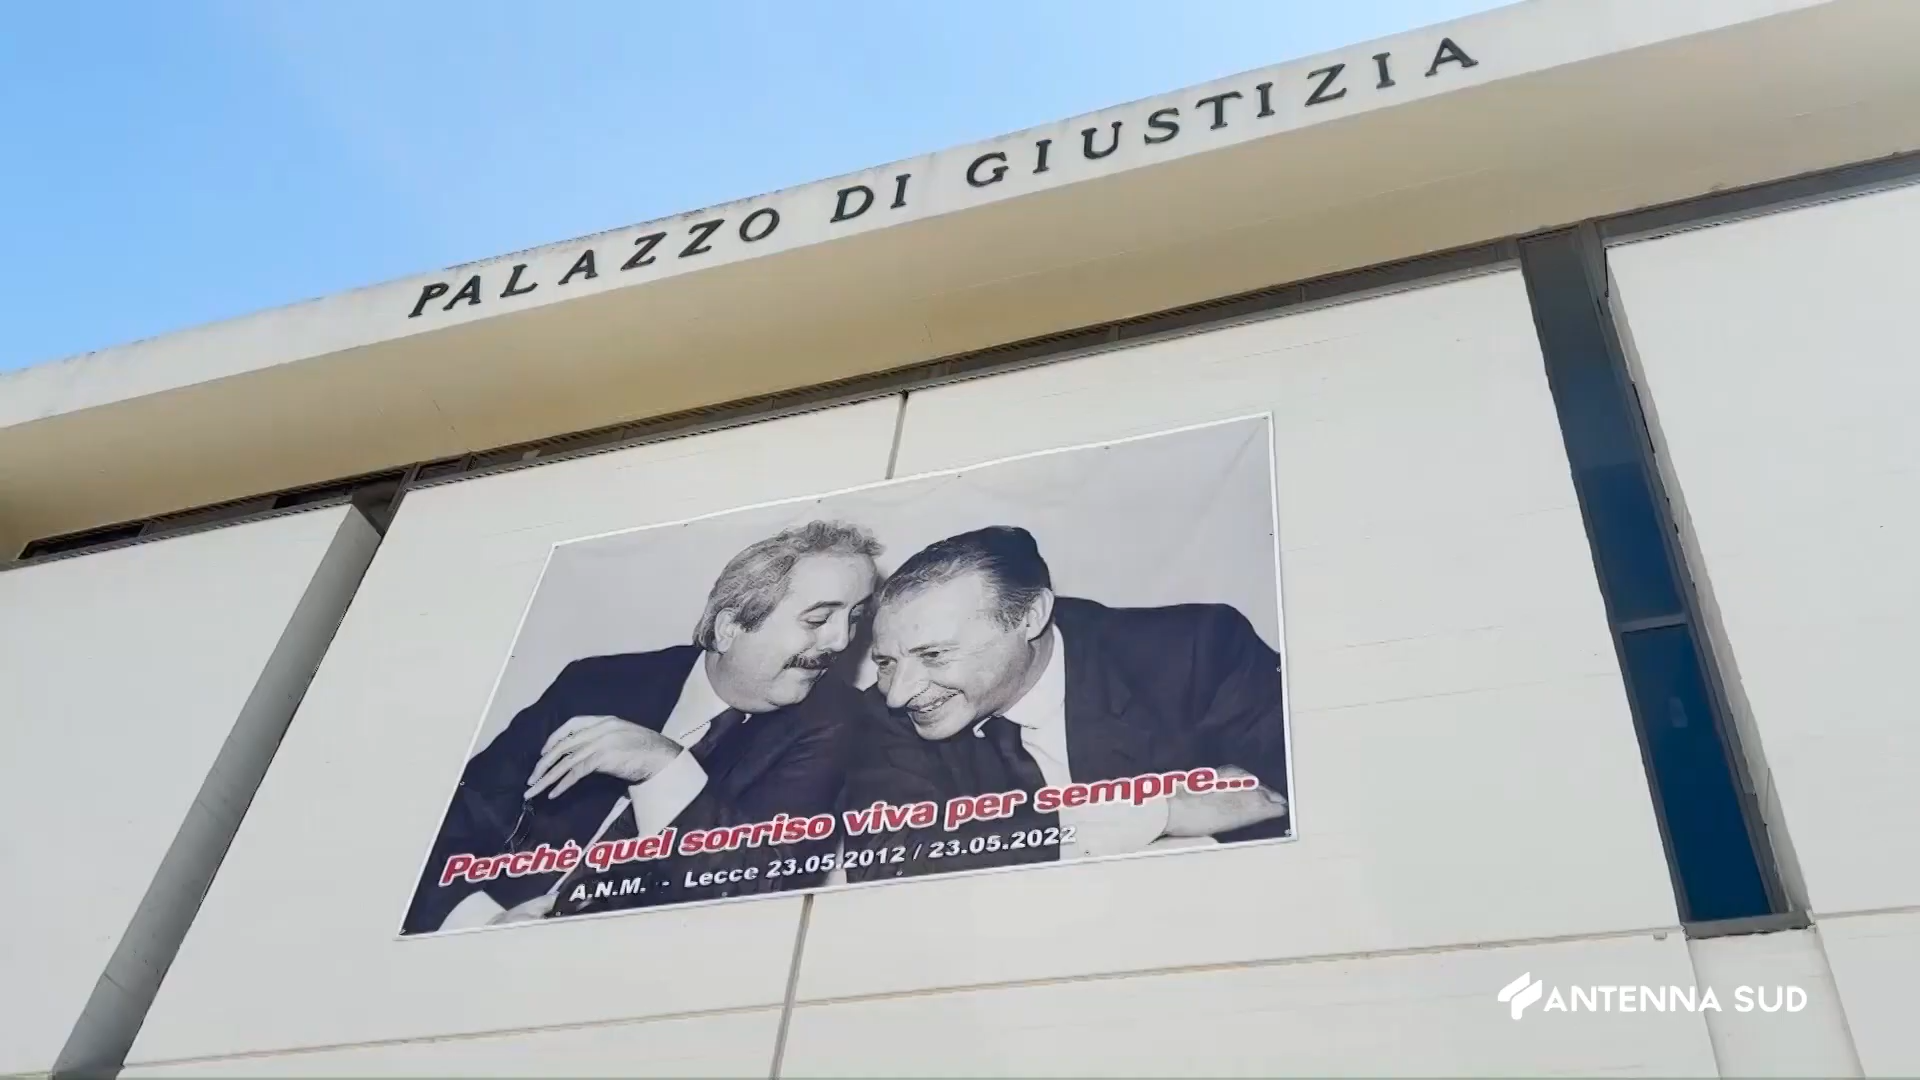 PALAZZO DI GIUSTIZIA
Perchè quel sorriso viva per sempre...
A.N.M. - Lecce 23.05.2012 / 23.05.2022
ANTENNA SUD